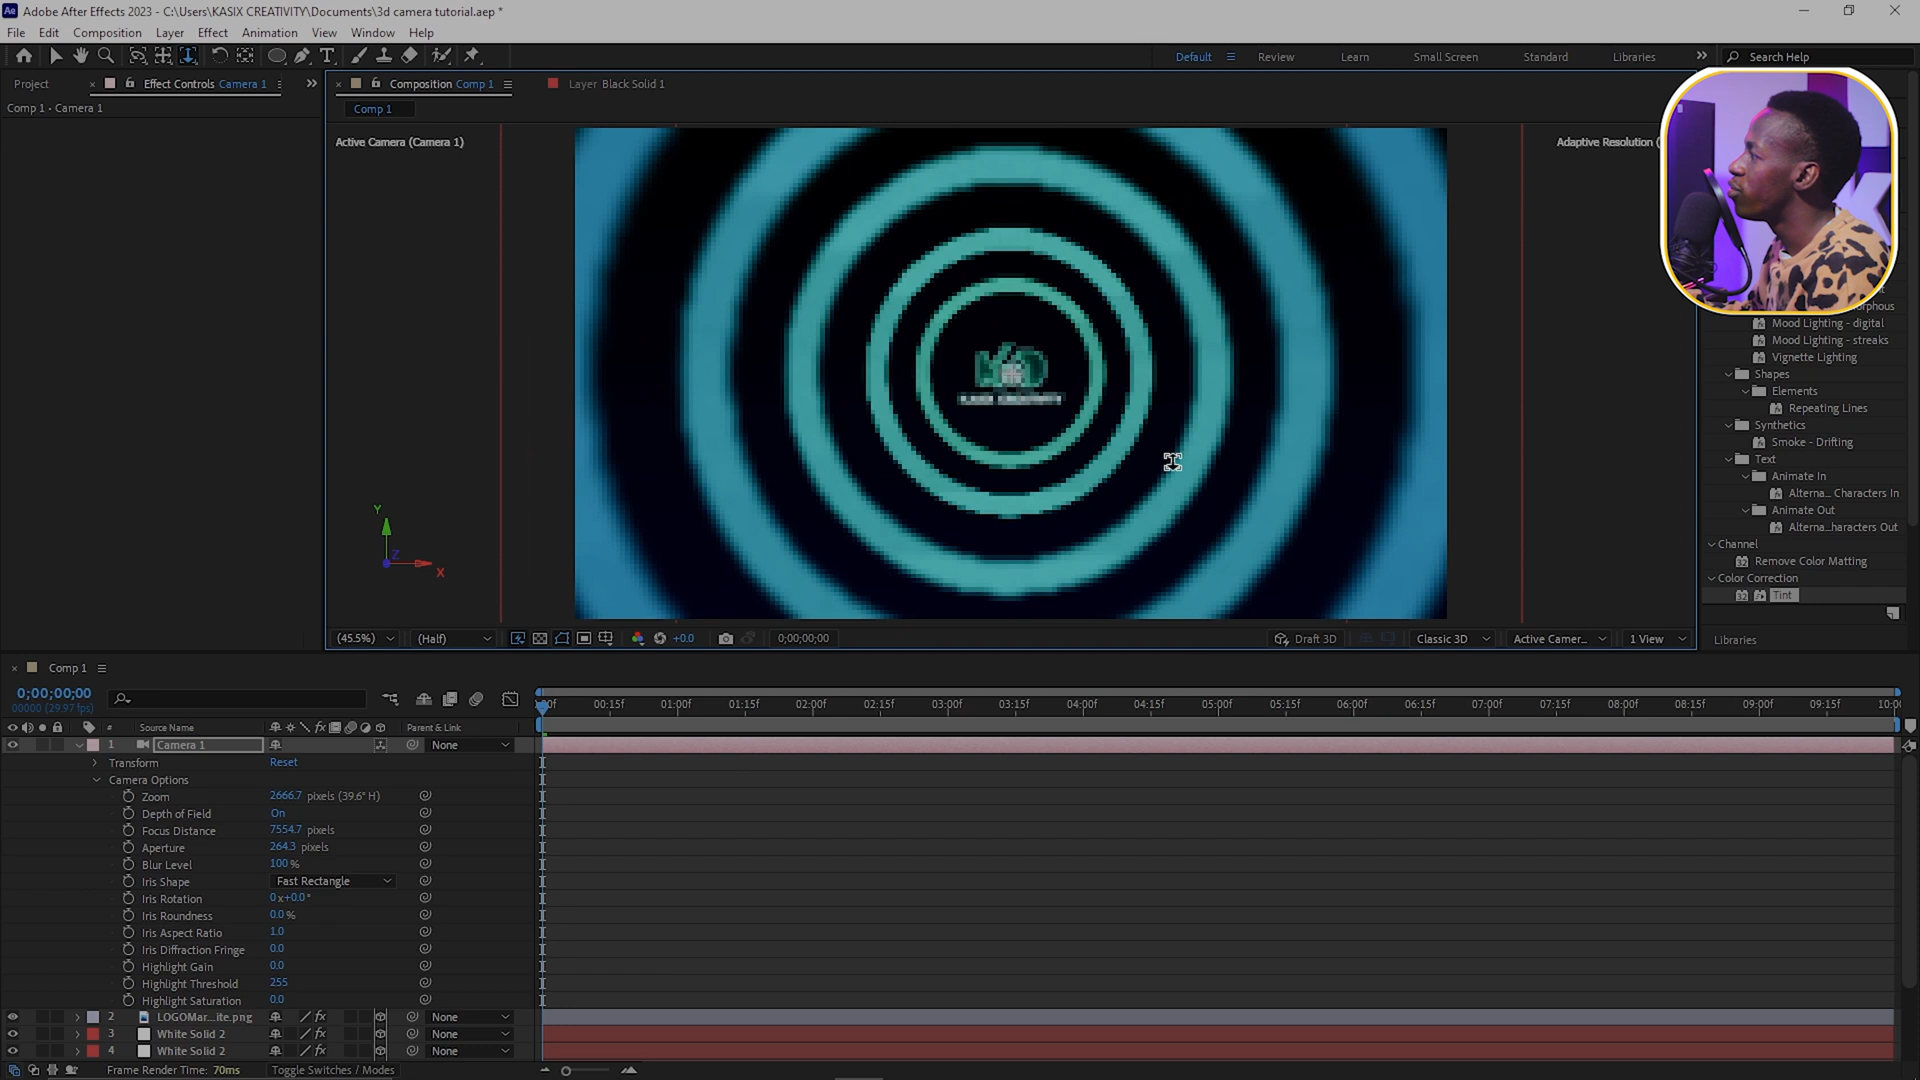 Adobe After Effects 2023 - C:\Users\KASIX CREATIVITY\Documents\3d camera tutorial.aep *
File Edit Composition Layer Effect Animation View Window Help
Default Review Learn Small Screen Standard Libraries Search Help
Project Effect Controls Camera 1 Composition Comp 1 Layer Black Solid 1
Comp 1 • Camera 1
Comp 1
Active Camera (Camera 1)
Adaptive Resolution (
Mood Lighting - digital
Mood Lighting - streaks
Vignette Lighting
Shapes
Elements
Repeating Lines
Synthetics
Smoke - Drifting
Text
Animate In
Alterna... Characters In
Animate Out
Alterna...haracters Out
Channel
Remove Color Matting
Color Correction
Tint
Libraries
Y
Z
X
(45.5%) (Half) +0.0 0;00;00;00 Draft 3D Classic 3D Active Camer... 1 View
Comp 1
0;00;00;00
00000 (29.97 fps)
00:15f 01:00f 01:15f 02:00f 02:15f 03:00f 03:15f 04:00f 04:15f 05:00f 05:15f 06:00f 06:15f 07:00f 07:15f 08:00f 08:15f 09:00f 09:15f 10:00
# Source Name Parent & Link
1 Camera 1 None
Transform Reset
Camera Options
Zoom 2666.7 pixels (39.6° H)
Depth of Field On
Focus Distance 7554.7 pixels
Aperture 264.3 pixels
Blur Level 100 %
Iris Shape Fast Rectangle
Iris Rotation 0 x+0.0 °
Iris Roundness 0.0 %
Iris Aspect Ratio 1.0
Iris Diffraction Fringe 0.0
Highlight Gain 0.0
Highlight Threshold 255
Highlight Saturation 0.0
2 LOGOMar...ite.png None
3 White Solid 2 None
4 White Solid 2 None
Frame Render Time: 70ms Toggle Switches / Modes